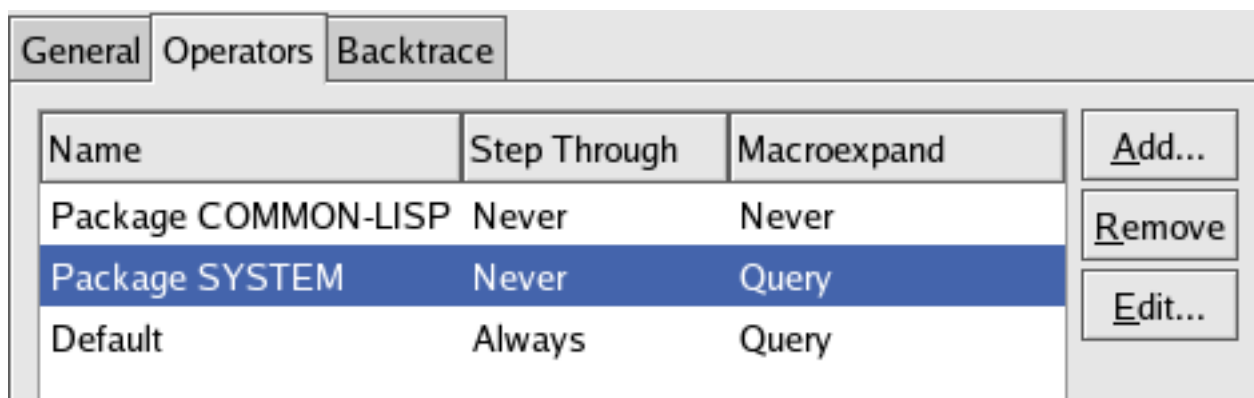 General Operators Backtrace
Name Step Through Macroexpand
Package COMMON-LISP Never Never
Package SYSTEM Never Query
Default Always Query
Add...
Remove
Edit...